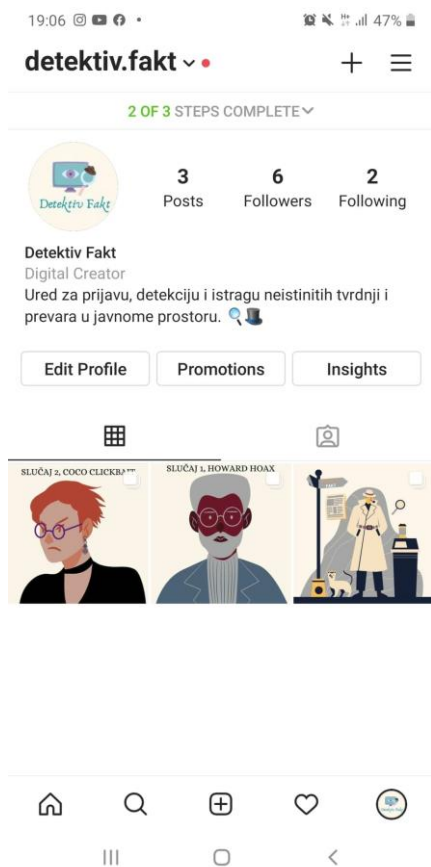 19:06
47%
detektiv.fakt
2 OF 3 STEPS COMPLETE
Detektiv Fakt
3 6 2
Posts Followers Following
Detektiv Fakt
Digital Creator
Ured za prijavu, detekciju i istragu neistinitih tvrdnji i
prevara u javnome prostoru.
Edit Profile Promotions Insights
SLUČAJ 2, COCO CLICKBAIT
SLUČAJ 1, HOWARD HOAX